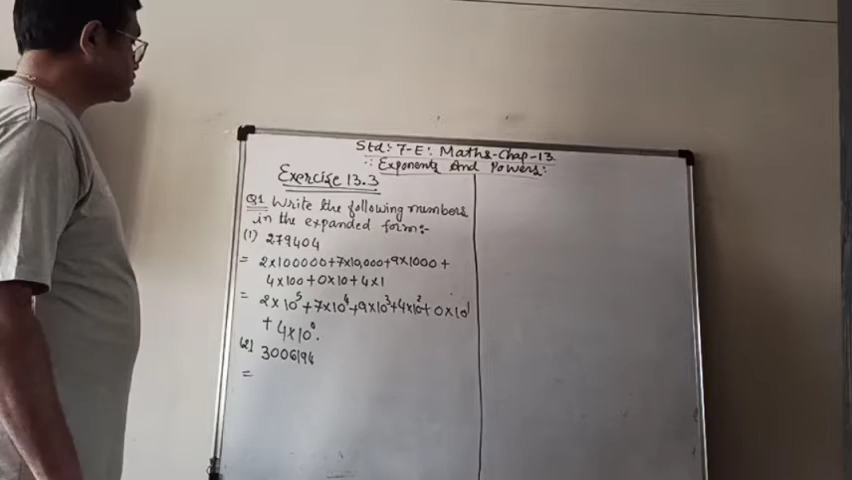 Std:- 7-E: Maths-Chap-13
:Exponents And Powers:
Exercise 13.3
Q1 Write the following numbers
in the expanded form:-
(1) 279404
= 2×100000+7×10,000+9×1000+
4×100+0×10+4×1
= 2×10⁵+7×10⁴+9×10³+4×10²+0×10¹
+ 4×10⁰.
(2) 3006194
=